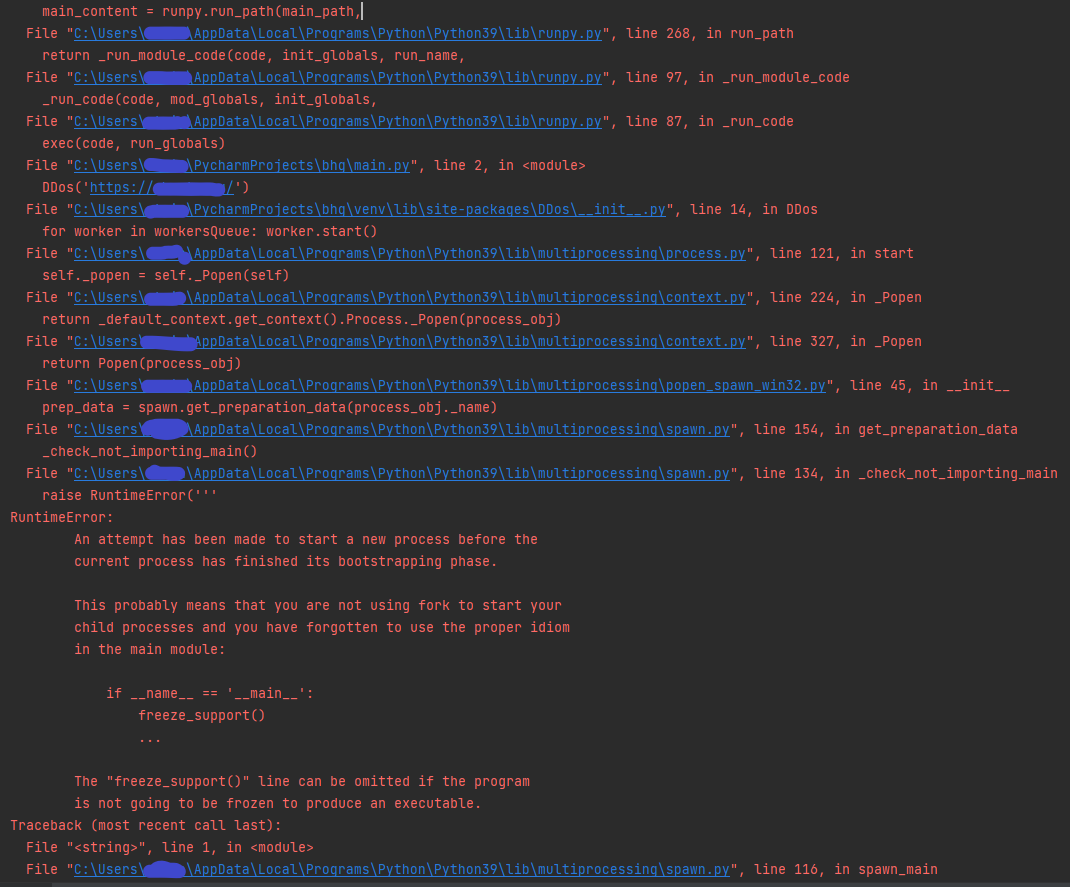 main_content = runpy.run_path(main_path,
File "C:\Users\ \AppData\Local\Programs\Python\Python39\lib\runpy.py", line 268, in run_path
return _run_module_code(code, init_globals, run_name,
File "C:\Users\ \AppData\Local\Programs\Python\Python39\lib\runpy.py", line 97, in _run_module_code
_run_code(code, mod_globals, init_globals,
File "C:\Users\ \AppData\Local\Programs\Python\Python39\lib\runpy.py", line 87, in _run_code
exec(code, run_globals)
File "C:\Users\ \PycharmProjects\bhg\main.py", line 2, in <module>
DDos('https:// /')
File "C:\Users\ \PycharmProjects\bhg\venv\lib\site-packages\DDos\__init__.py", line 14, in DDos
for worker in workersQueue: worker.start()
File "C:\Users\ \AppData\Local\Programs\Python\Python39\lib\multiprocessing\process.py", line 121, in start
self._popen = self._Popen(self)
File "C:\Users\ \AppData\Local\Programs\Python\Python39\lib\multiprocessing\context.py", line 224, in _Popen
return _default_context.get_context().Process._Popen(process_obj)
File "C:\Users\ \AppData\Local\Programs\Python\Python39\lib\multiprocessing\context.py", line 327, in _Popen
return Popen(process_obj)
File "C:\Users\ \AppData\Local\Programs\Python\Python39\lib\multiprocessing\popen_spawn_win32.py", line 45, in __init__
prep_data = spawn.get_preparation_data(process_obj._name)
File "C:\Users\ \AppData\Local\Programs\Python\Python39\lib\multiprocessing\spawn.py", line 154, in get_preparation_data
_check_not_importing_main()
File "C:\Users\ \AppData\Local\Programs\Python\Python39\lib\multiprocessing\spawn.py", line 134, in _check_not_importing_main
raise RuntimeError('''
RuntimeError:
An attempt has been made to start a new process before the
current process has finished its bootstrapping phase.
This probably means that you are not using fork to start your
child processes and you have forgotten to use the proper idiom
in the main module:
if __name__ == '__main__':
freeze_support()
...
The "freeze_support()" line can be omitted if the program
is not going to be frozen to produce an executable.
Traceback (most recent call last):
File "<string>", line 1, in <module>
File "C:\Users\ \AppData\Local\Programs\Python\Python39\lib\multiprocessing\spawn.py", line 116, in spawn_main